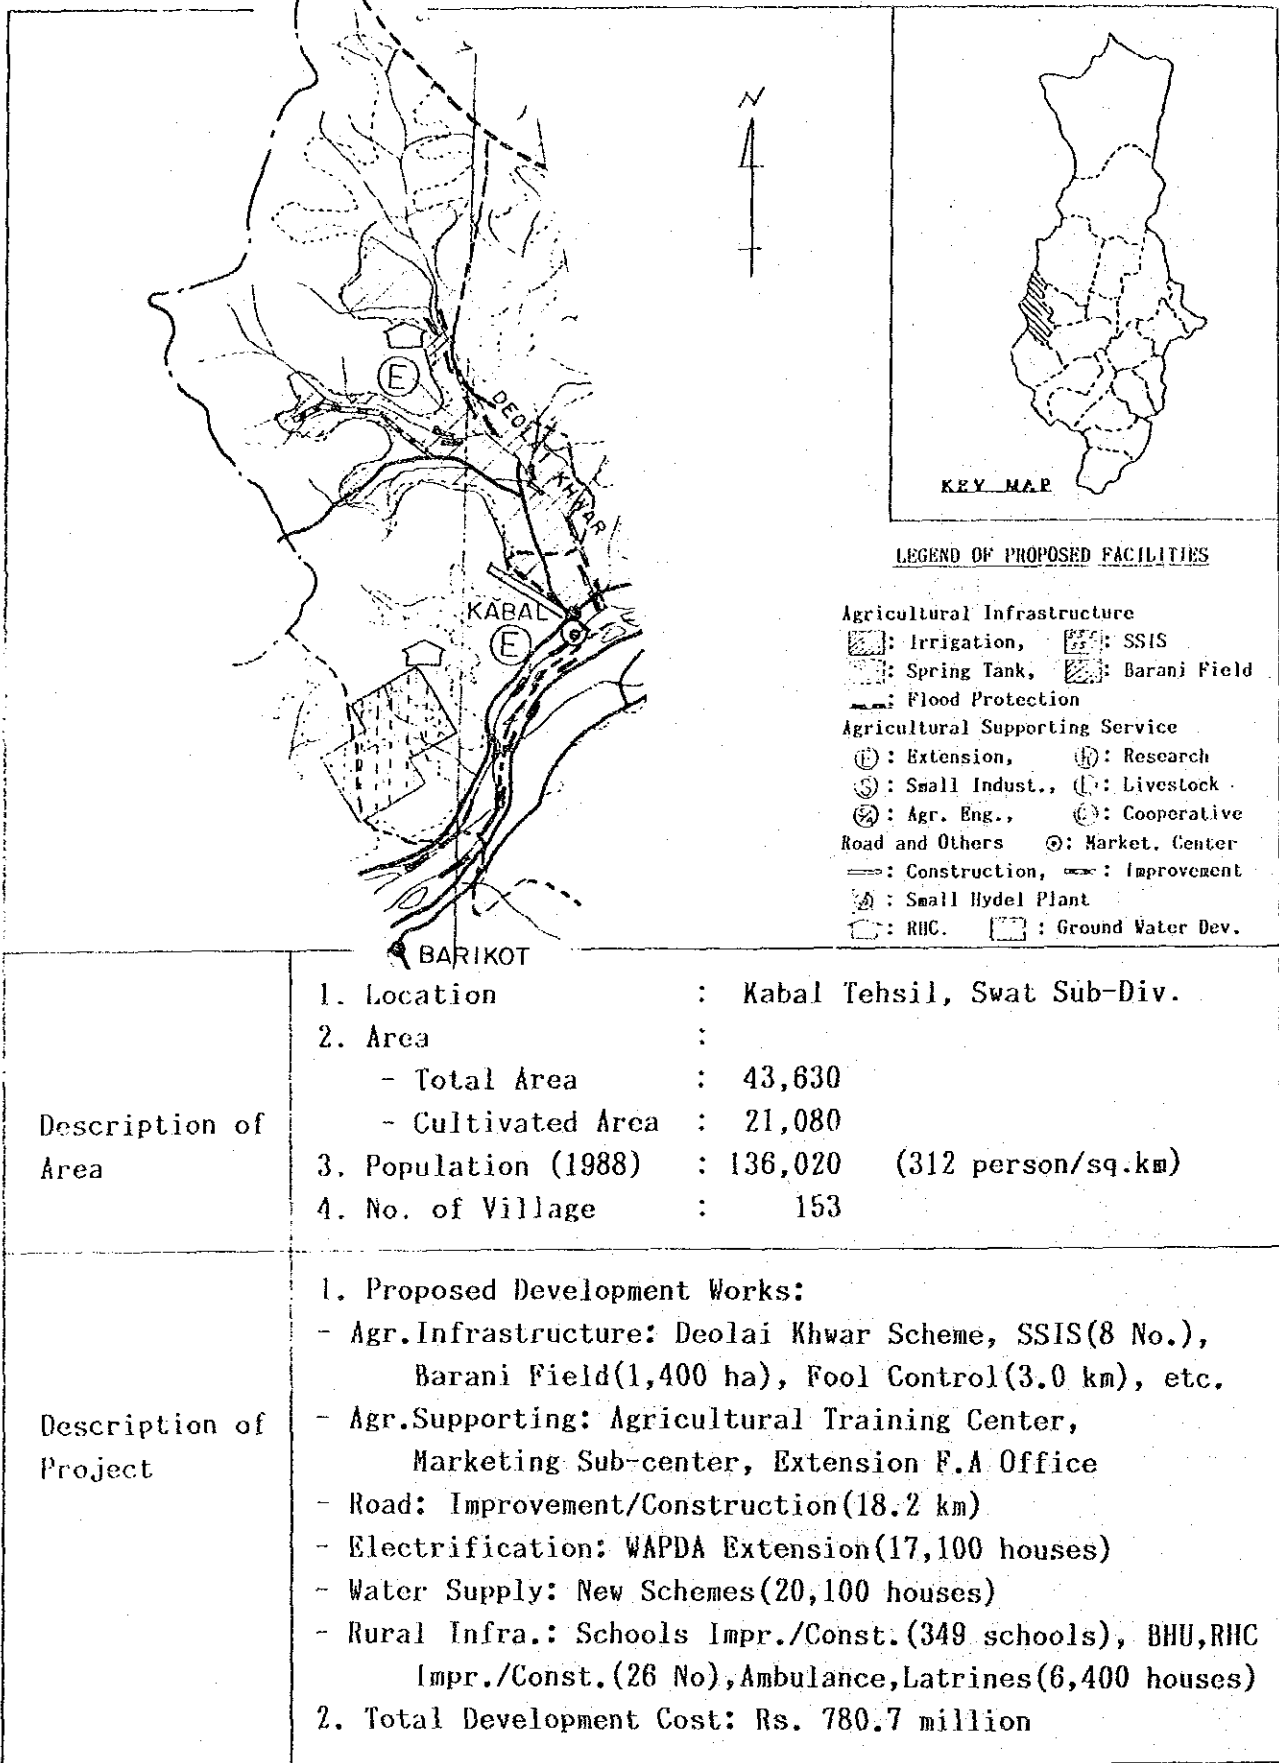 N
DEOLAI KHWAR
E
KABAL
E
BARIKOT
KEY MAP
LEGEND OF PROPOSED FACILITIES
Agricultural Infrastructure
: Irrigation, : SSIS
: Spring Tank, : Barani Field
: Flood Protection
Agricultural Supporting Service
(E): Extension, (R): Research
(S): Small Indust., (L): Livestock
: Agr. Eng., (C): Cooperative
Road and Others : Market. Center
: Construction, : Improvement
: Small Hydel Plant
: RHC. : Ground Water Dev.
Description of
Area
1. Location : Kabal Tehsil, Swat Sub-Div.
2. Area :
- Total Area : 43,630
- Cultivated Area : 21,080
3. Population (1988) : 136,020 (312 person/sq.km)
4. No. of Village : 153
Description of
Project
1. Proposed Development Works:
- Agr.Infrastructure: Deolai Khwar Scheme, SSIS(8 No.),
Barani Field(1,400 ha), Fool Control(3.0 km), etc.
- Agr.Supporting: Agricultural Training Center,
Marketing Sub-center, Extension F.A Office
- Road: Improvement/Construction(18.2 km)
- Electrification: WAPDA Extension(17,100 houses)
- Water Supply: New Schemes(20,100 houses)
- Rural Infra.: Schools Impr./Const.(349 schools), BHU,RHC
Impr./Const.(26 No),Ambulance,Latrines(6,400 houses)
2. Total Development Cost: Rs. 780.7 million